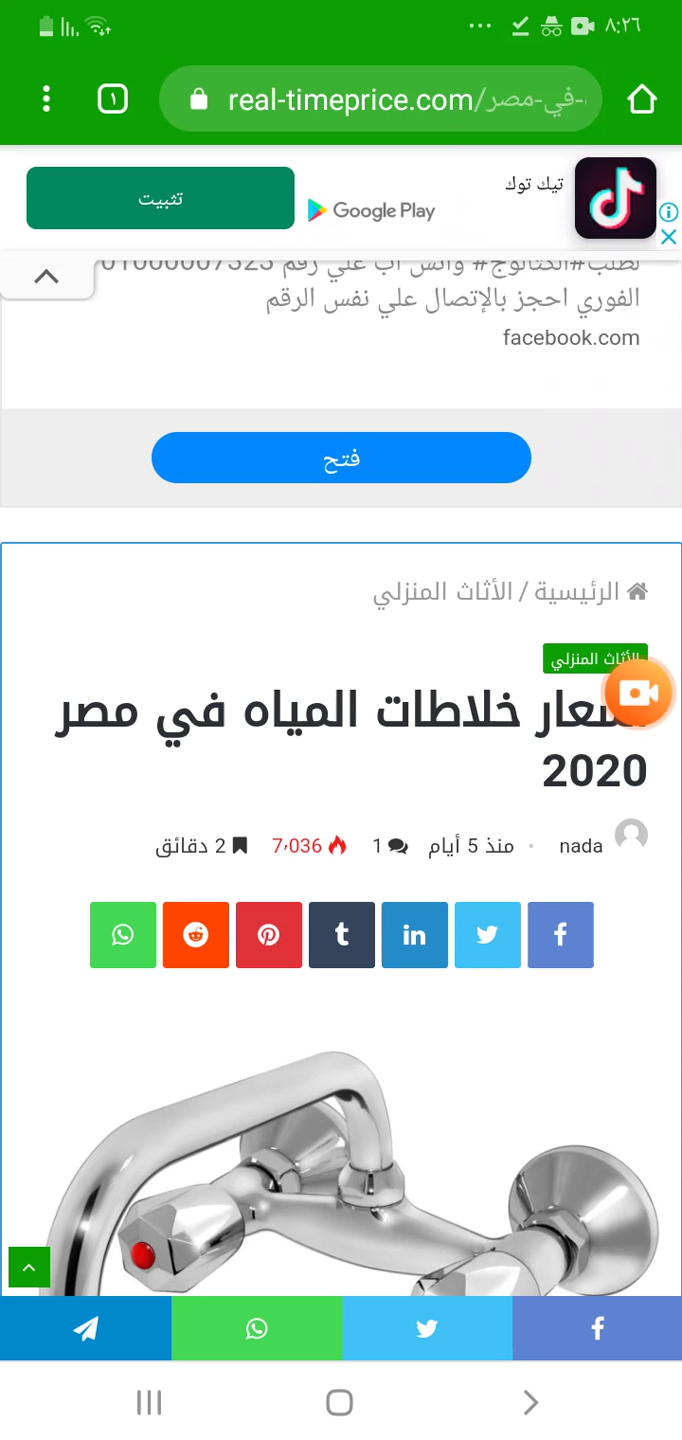 ٨:٢٦
real-timeprice.com/-في-مصر
١
تيك توك
Google Play
تثبيت
الفوري احجز بالإتصال علي نفس الرقم
facebook.com
فتح
الرئيسية / الأثاث المنزلي
الأثاث المنزلي
أسعار خلاطات المياه في مصر
2020
nada • منذ 5 أيام 1 7٬036 2 دقائق